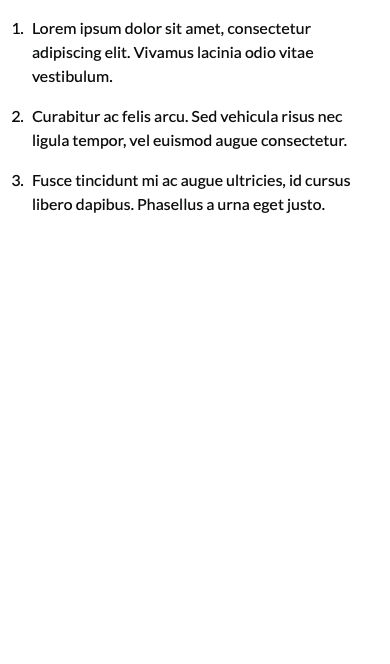 1. Lorem ipsum dolor sit amet, consectetur
adipiscing elit. Vivamus lacinia odio vitae
vestibulum.
2. Curabitur ac felis arcu. Sed vehicula risus nec
ligula tempor, vel euismod augue consectetur.
3. Fusce tincidunt mi ac augue ultricies, id cursus
libero dapibus. Phasellus a urna eget justo.